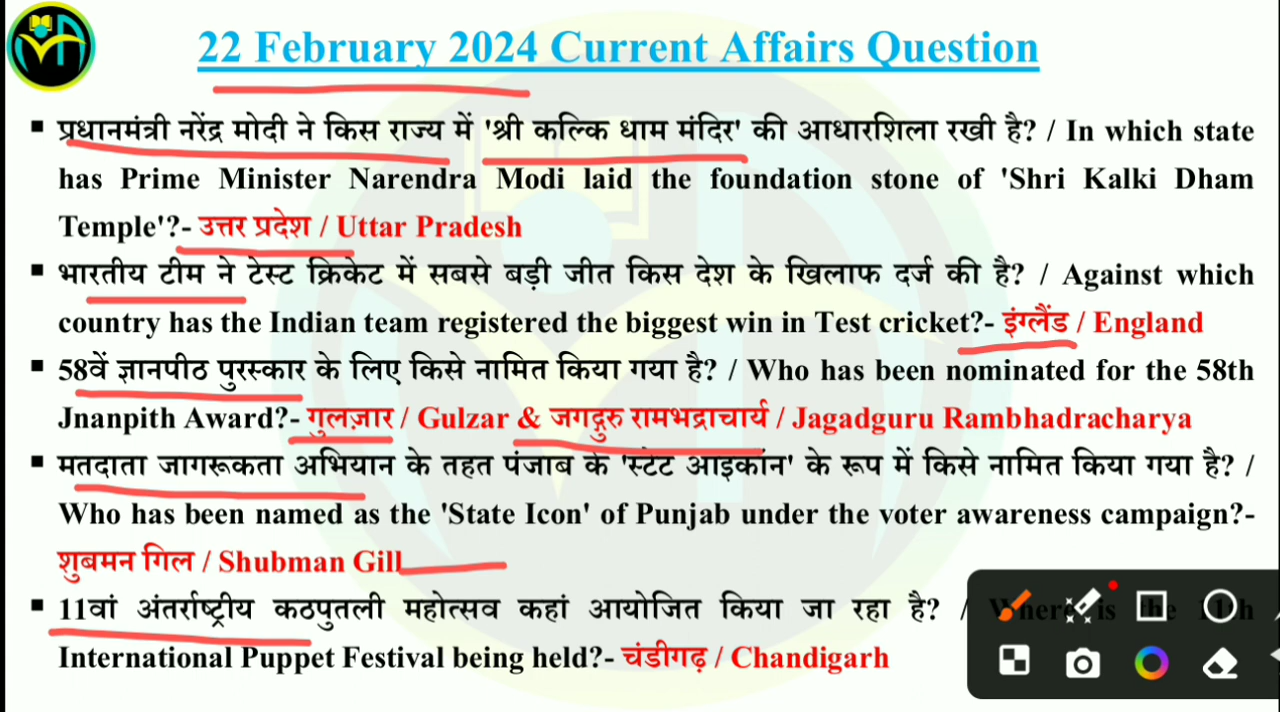 22 February 2024 Current Affairs Question
▪ प्रधानमंत्री नरेंद्र मोदी ने किस राज्य में 'श्री कल्कि धाम मंदिर' की आधारशिला रखी है? / In which state
has Prime Minister Narendra Modi laid the foundation stone of 'Shri Kalki Dham
Temple'?- उत्तर प्रदेश / Uttar Pradesh
▪ भारतीय टीम ने टेस्ट क्रिकेट में सबसे बड़ी जीत किस देश के खिलाफ दर्ज की है? / Against which
country has the Indian team registered the biggest win in Test cricket?- इंग्लैंड / England
▪ 58वें ज्ञानपीठ पुरस्कार के लिए किसे नामित किया गया है? / Who has been nominated for the 58th
Jnanpith Award?- गुलज़ार / Gulzar & जगद्गुरु रामभद्राचार्य / Jagadguru Rambhadracharya
▪ मतदाता जागरूकता अभियान के तहत पंजाब के 'स्टेट आइकॉन' के रूप में किसे नामित किया गया है? /
Who has been named as the 'State Icon' of Punjab under the voter awareness campaign?-
शुबमन गिल / Shubman Gill
▪ 11वां अंतर्राष्ट्रीय कठपुतली महोत्सव कहां आयोजित किया जा रहा है? / Where is the 11th
International Puppet Festival being held?- चंडीगढ़ / Chandigarh